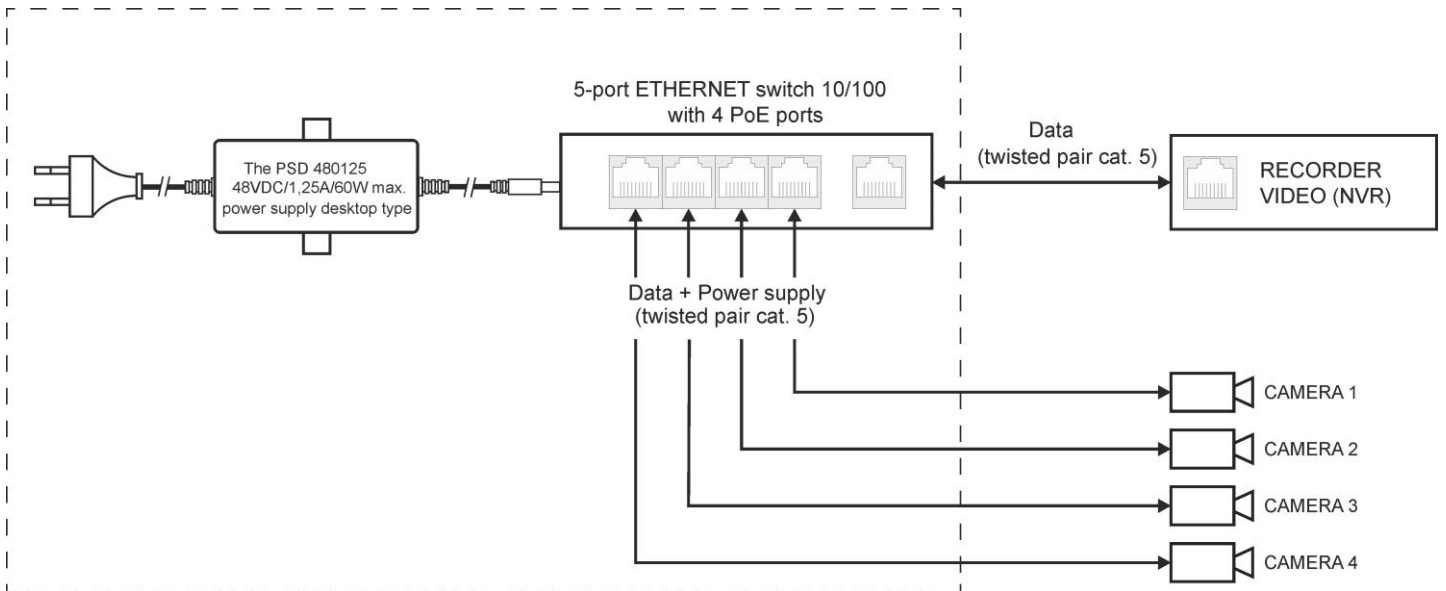 5-port ETHERNET switch 10/100
with 4 PoE ports
The PSD 480125
48VDC/1,25A/60W max.
power supply desktop type
Data
(twisted pair cat. 5)
RECORDER
VIDEO (NVR)
Data + Power supply
(twisted pair cat. 5)
CAMERA 1
CAMERA 2
CAMERA 3
CAMERA 4